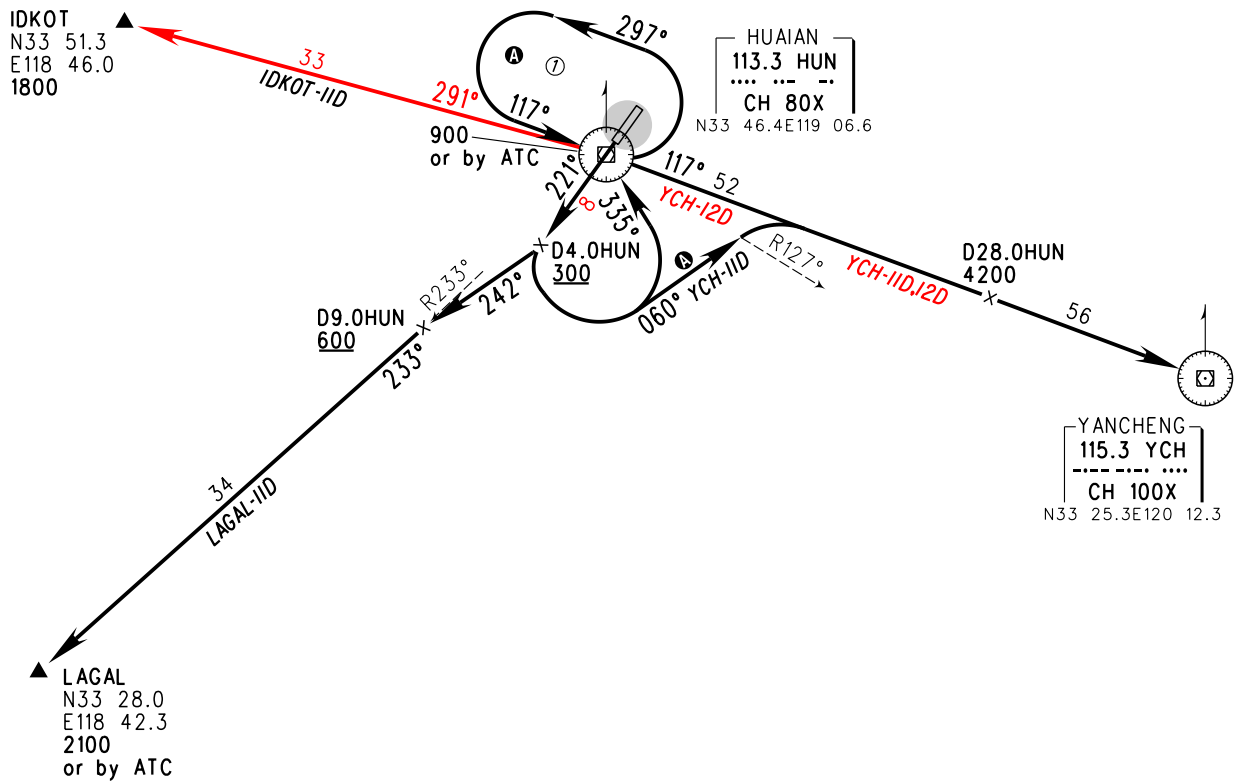 IDKOT
N33 51.3
E118 46.0
1800
33
IDKOT-11D
291°
297°
A
1
117°
900
or by ATC
HUAIAN
113.3 HUN
CH 80X
N33 46.4E119 06.6
221°
8
335°
117° 52
YCH-12D
D4.0HUN
300
A
R127°
060° YCH-11D
YCH-11D,12D
D28.0HUN
4200
56
R233°
242°
D9.0HUN
600
233°
YANCHENG
115.3 YCH
CH 100X
N33 25.3E120 12.3
34
LAGAL-11D
LAGAL
N33 28.0
E118 42.3
2100
or by ATC